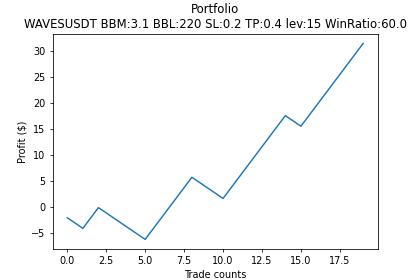 Portfolio
WAVESUSDT BBM:3.1 BBL:220 SL:0.2 TP:0.4 lev:15 WinRatio:60.0
30
25
20
15
10
5
0
−5
Profit ($)
0.0 2.5 5.0 7.5 10.0 12.5 15.0 17.5
Trade counts